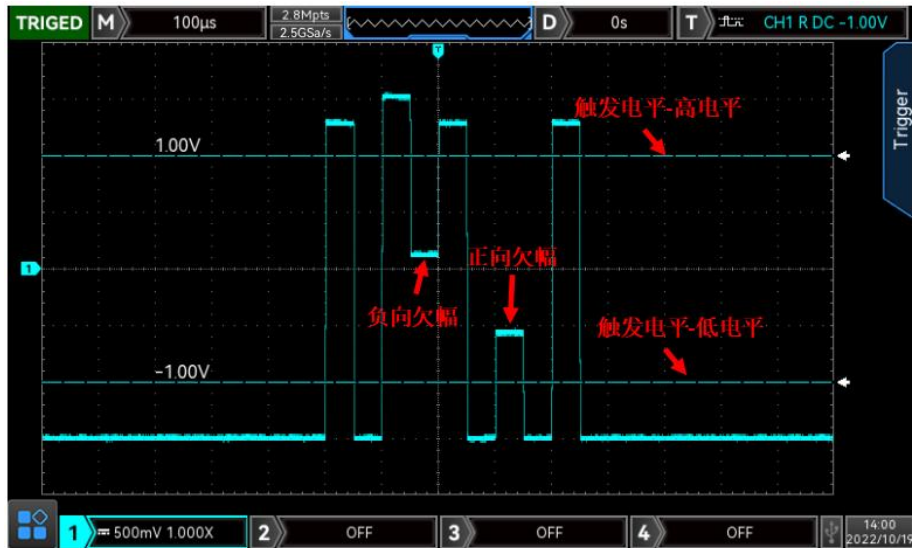 TRIGED M 100μs 2.8Mpts 2.5GSa/s D 0s T CH1 R DC -1.00V
T
Trigger
触发电平-高电平
1.00V
正向欠幅
1
负向欠幅
触发电平-低电平
-1.00V
1 500mV 1.000X 2 OFF 3 OFF 4 OFF 14:00
2022/10/19